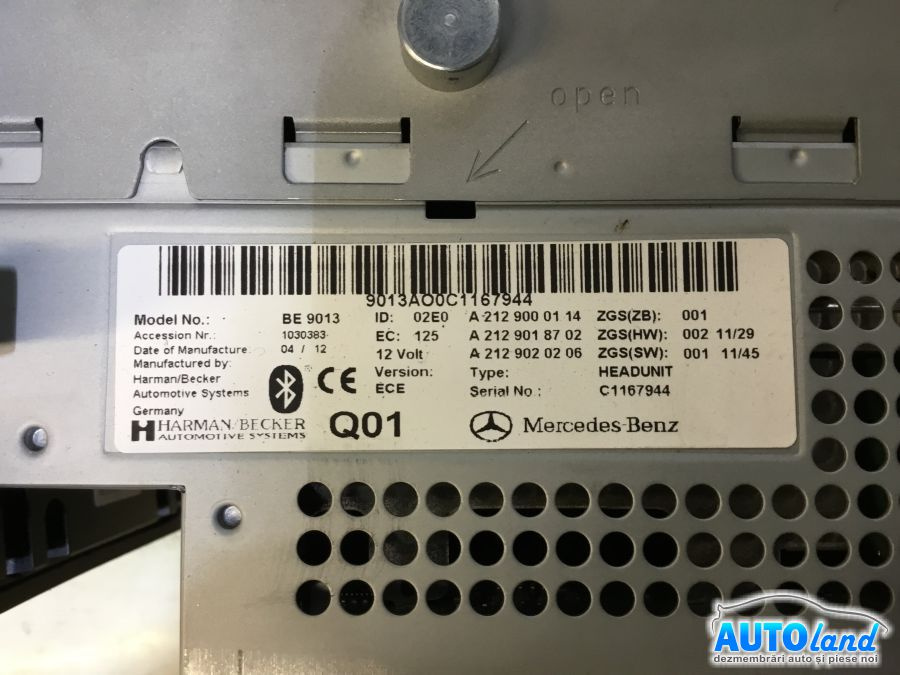 open
9013AO0C1167944
Model No.: BE 9013 ID: 02E0 A 212 900 01 14 ZGS(ZB): 001
Accession Nr.: 1030383 EC: 125 A 212 901 87 02 ZGS(HW): 002 11/29
Date of Manufacture: 04 / 12 12 Volt A 212 902 02 06 ZGS(SW): 001 11/45
Manufactured by: Version: Type: HEADUNIT
Harman/Becker ECE Serial No.: C1167944
Automotive Systems CE
Germany
HARMAN/BECKER Q01 Mercedes-Benz
AUTOMOTIVE SYSTEMS
AUTOland
dezmembrări auto și piese noi